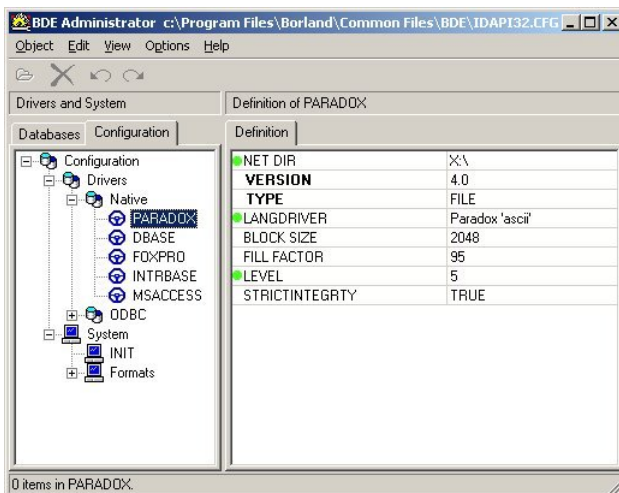 BDE Administrator c:\Program Files\Borland\Common Files\BDE\IDAPI32.CFG
Object Edit View Options Help
Drivers and System
Definition of PARADOX
Databases Configuration
Definition
Configuration
Drivers
Native
PARADOX
DBASE
FOXPRO
INTRBASE
MSACCESS
ODBC
System
INIT
Formats
NET DIR X:\
VERSION 4.0
TYPE FILE
LANGDRIVER Paradox 'ascii'
BLOCK SIZE 2048
FILL FACTOR 95
LEVEL 5
STRICTINTEGRTY TRUE
0 items in PARADOX.